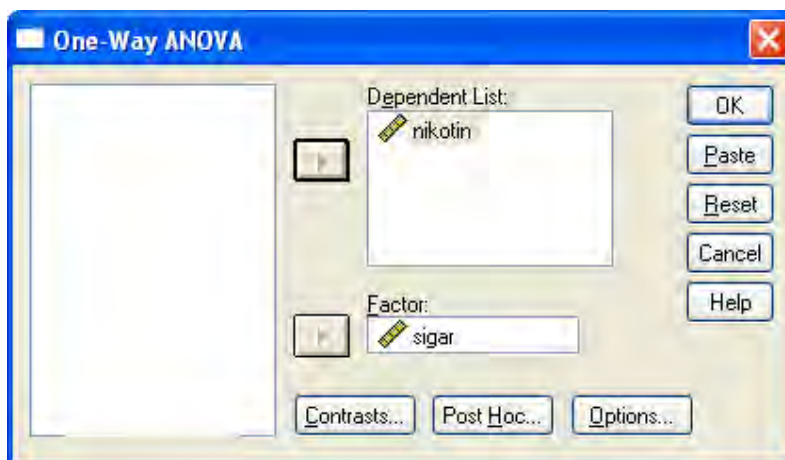 One-Way ANOVA
Dependent List:
nikotin
Factor:
sigar
OK
Paste
Reset
Cancel
Help
Contrasts...
Post Hoc...
Options...